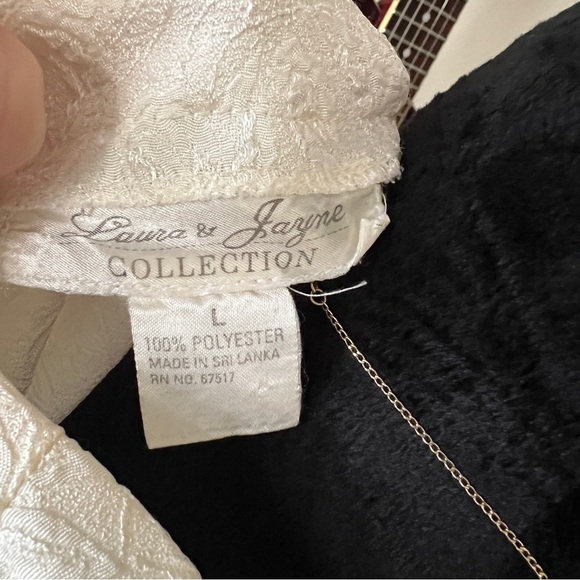 Laura & Jayne
COLLECTION
L
100% POLYESTER
MADE IN SRI LANKA
RN NO. 67517